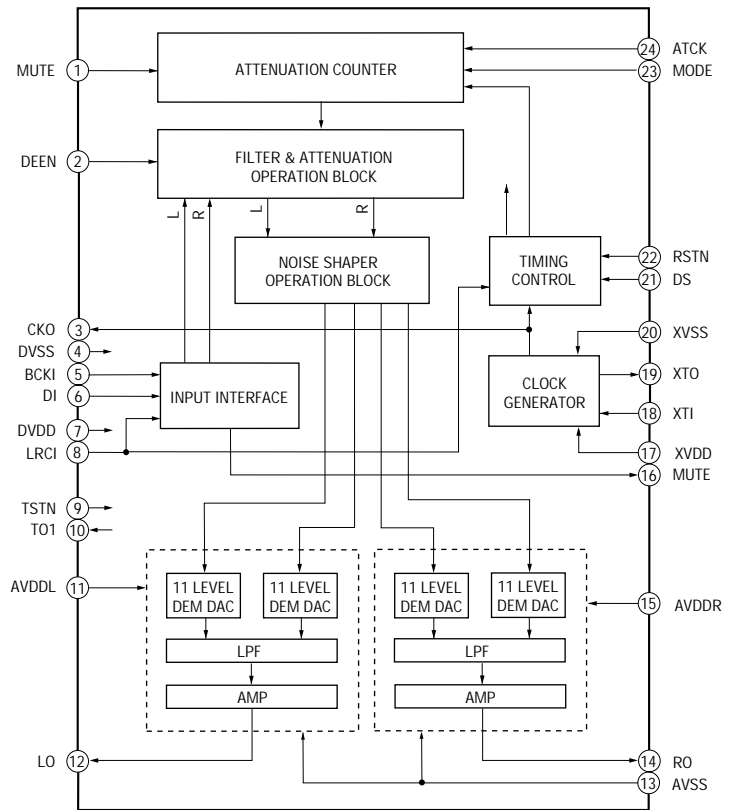 24 ATCK
MUTE 1
ATTENUATION COUNTER
23 MODE
DEEN 2
FILTER & ATTENUATION
OPERATION BLOCK
L
R
L
R
NOISE SHAPER
OPERATION BLOCK
TIMING
CONTROL
22 RSTN
21 DS
CKO 3
DVSS 4
BCKI 5
DI 6
DVDD 7
LRCI 8
INPUT INTERFACE
CLOCK
GENERATOR
20 XVSS
19 XTO
18 XTI
17 XVDD
16 MUTE
TSTN 9
TO1 10
AVDDL 11
11 LEVEL
DEM DAC
11 LEVEL
DEM DAC
11 LEVEL
DEM DAC
11 LEVEL
DEM DAC
15 AVDDR
LPF
LPF
AMP
AMP
LO 12
14 RO
13 AVSS